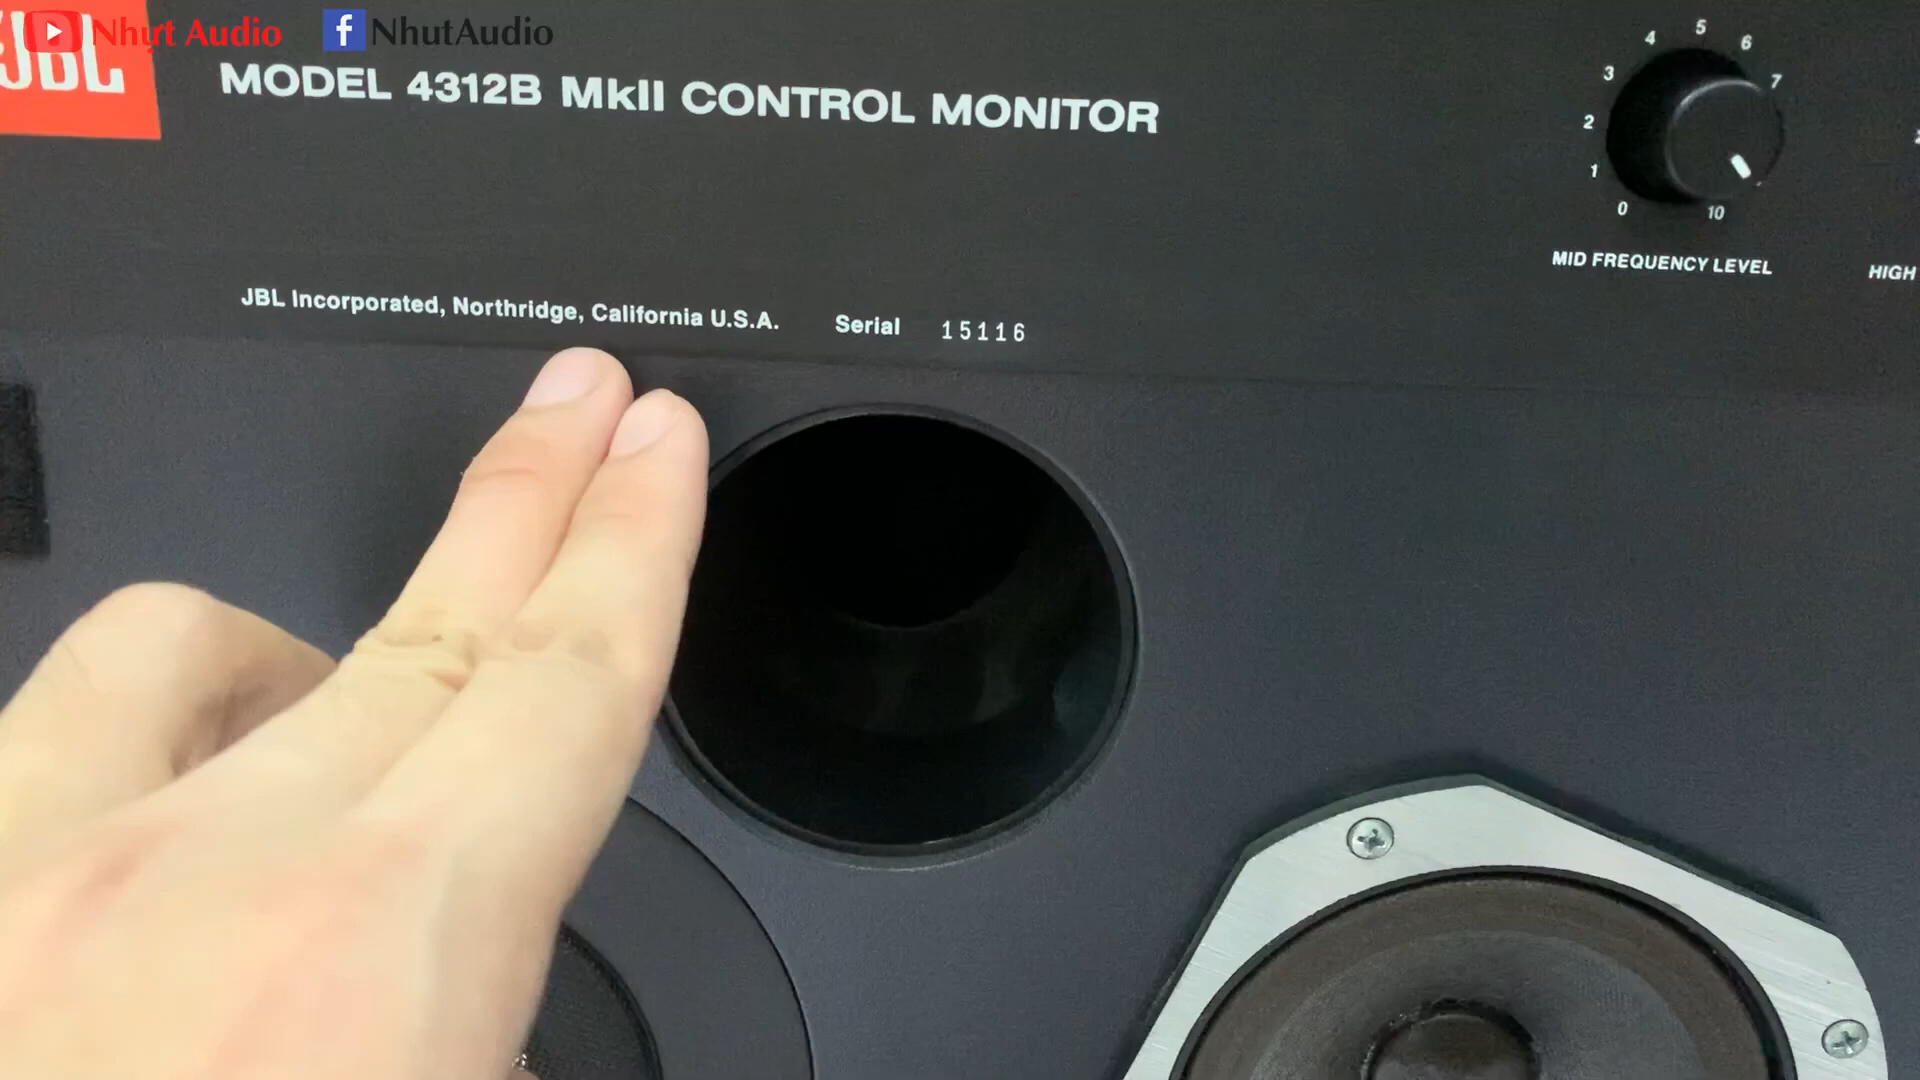 Nhựt Audio
NhutAudio
JBL
MODEL 4312B MkII CONTROL MONITOR
5
4
6
3
7
2
1
0
10
MID FREQUENCY LEVEL
HIGH
JBL Incorporated, Northridge, California U.S.A. Serial 15116